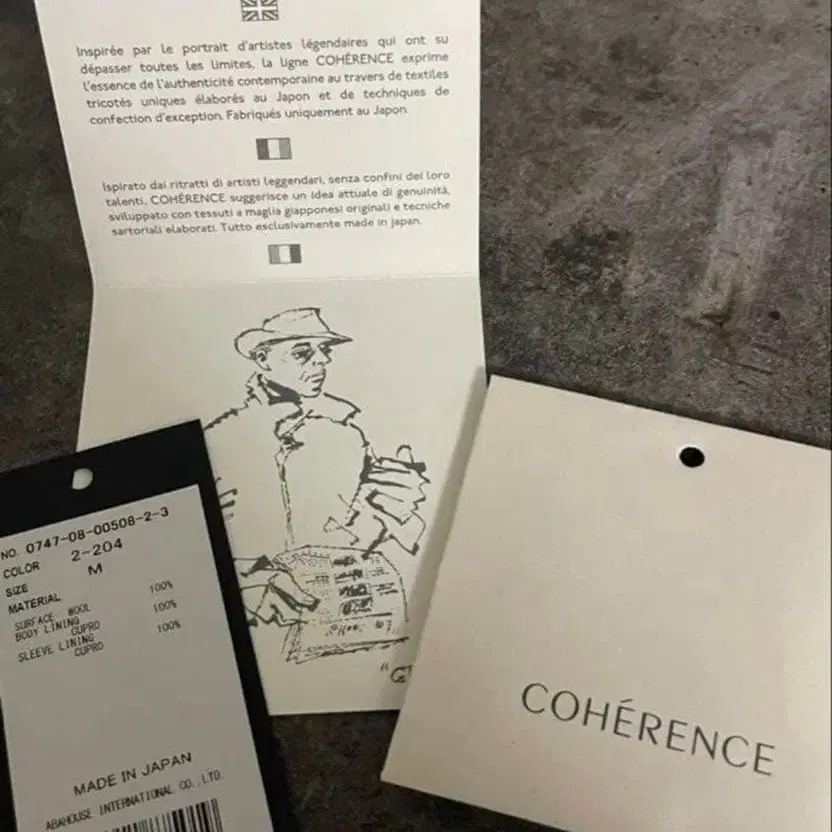 Inspirée par le portrait d'artistes légendaires qui ont su
dépasser toutes les limites, la ligne COHÉRENCE exprime
l'essence de l'authenticité contemporaine au travers de textiles
tricotés uniques élaborés au Japon et de techniques de
confection d'exception. Fabriqués uniquement au Japon.
Ispirato dai ritratti di artisti leggendari, senza confini dei loro
talenti, COHÉRENCE suggerisce un idea attuale di genuinità,
sviluppato con tessuti a maglia giapponesi originali e tecniche
sartoriali elaborati. Tutto esclusivamente made in japan.
"G
NO. 0747-08-00508-2-3
COLOR 2-204
SIZE M
MATERIAL
SURFACE WOOL 100%
BODY LINING CUPRO 100%
SLEEVE LINING CUPRO 100%
MADE IN JAPAN
ABAHOUSE INTERNATIONAL CO.,LTD.
COHÉRENCE